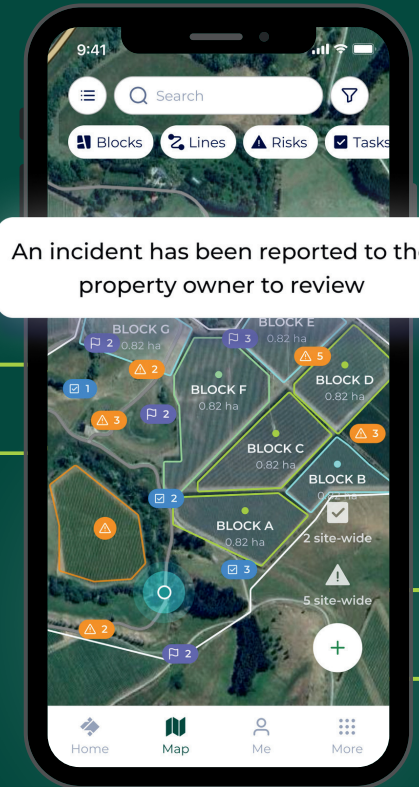 9:41
Search
Blocks Lines Risks Tasks
An incident has been reported to the
property owner to review
BLOCK G
0.82 ha
2
BLOCK E
0.82 ha
3
5
2
1
BLOCK F
0.82 ha
BLOCK D
0.82 ha
3
2
3
BLOCK C
0.82 ha
BLOCK B
0.82 ha
2
BLOCK A
0.82 ha
2 site-wide
3
5 site-wide
2
2
+
Home Map Me More